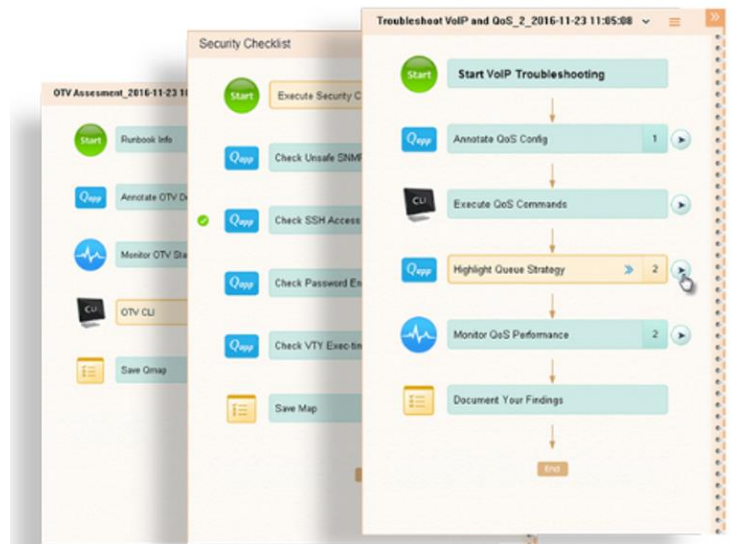 OTV Assesment_2016-11-23 1
Start
Runbook Info
Qapp
Annotate OTV D
Monitor OTV Sta
CLI
OTV CLI
Save Qmap
Security Checklist
Start
Execute Security C
Qapp
Check Unsafe SNMP
Qapp
Check SSH Access
Qapp
Check Password En
Qapp
Check VTY Exec-tim
Save Map
Troubleshoot VoIP and QoS_2_2016-11-23 11:05:08
Start
Start VoIP Troubleshooting
Qapp
Annotate QoS Config 1
CLI
Execute QoS Commands
Qapp
Highlight Queue Strategy 2
Monitor QoS Performance 2
Document Your Findings
End